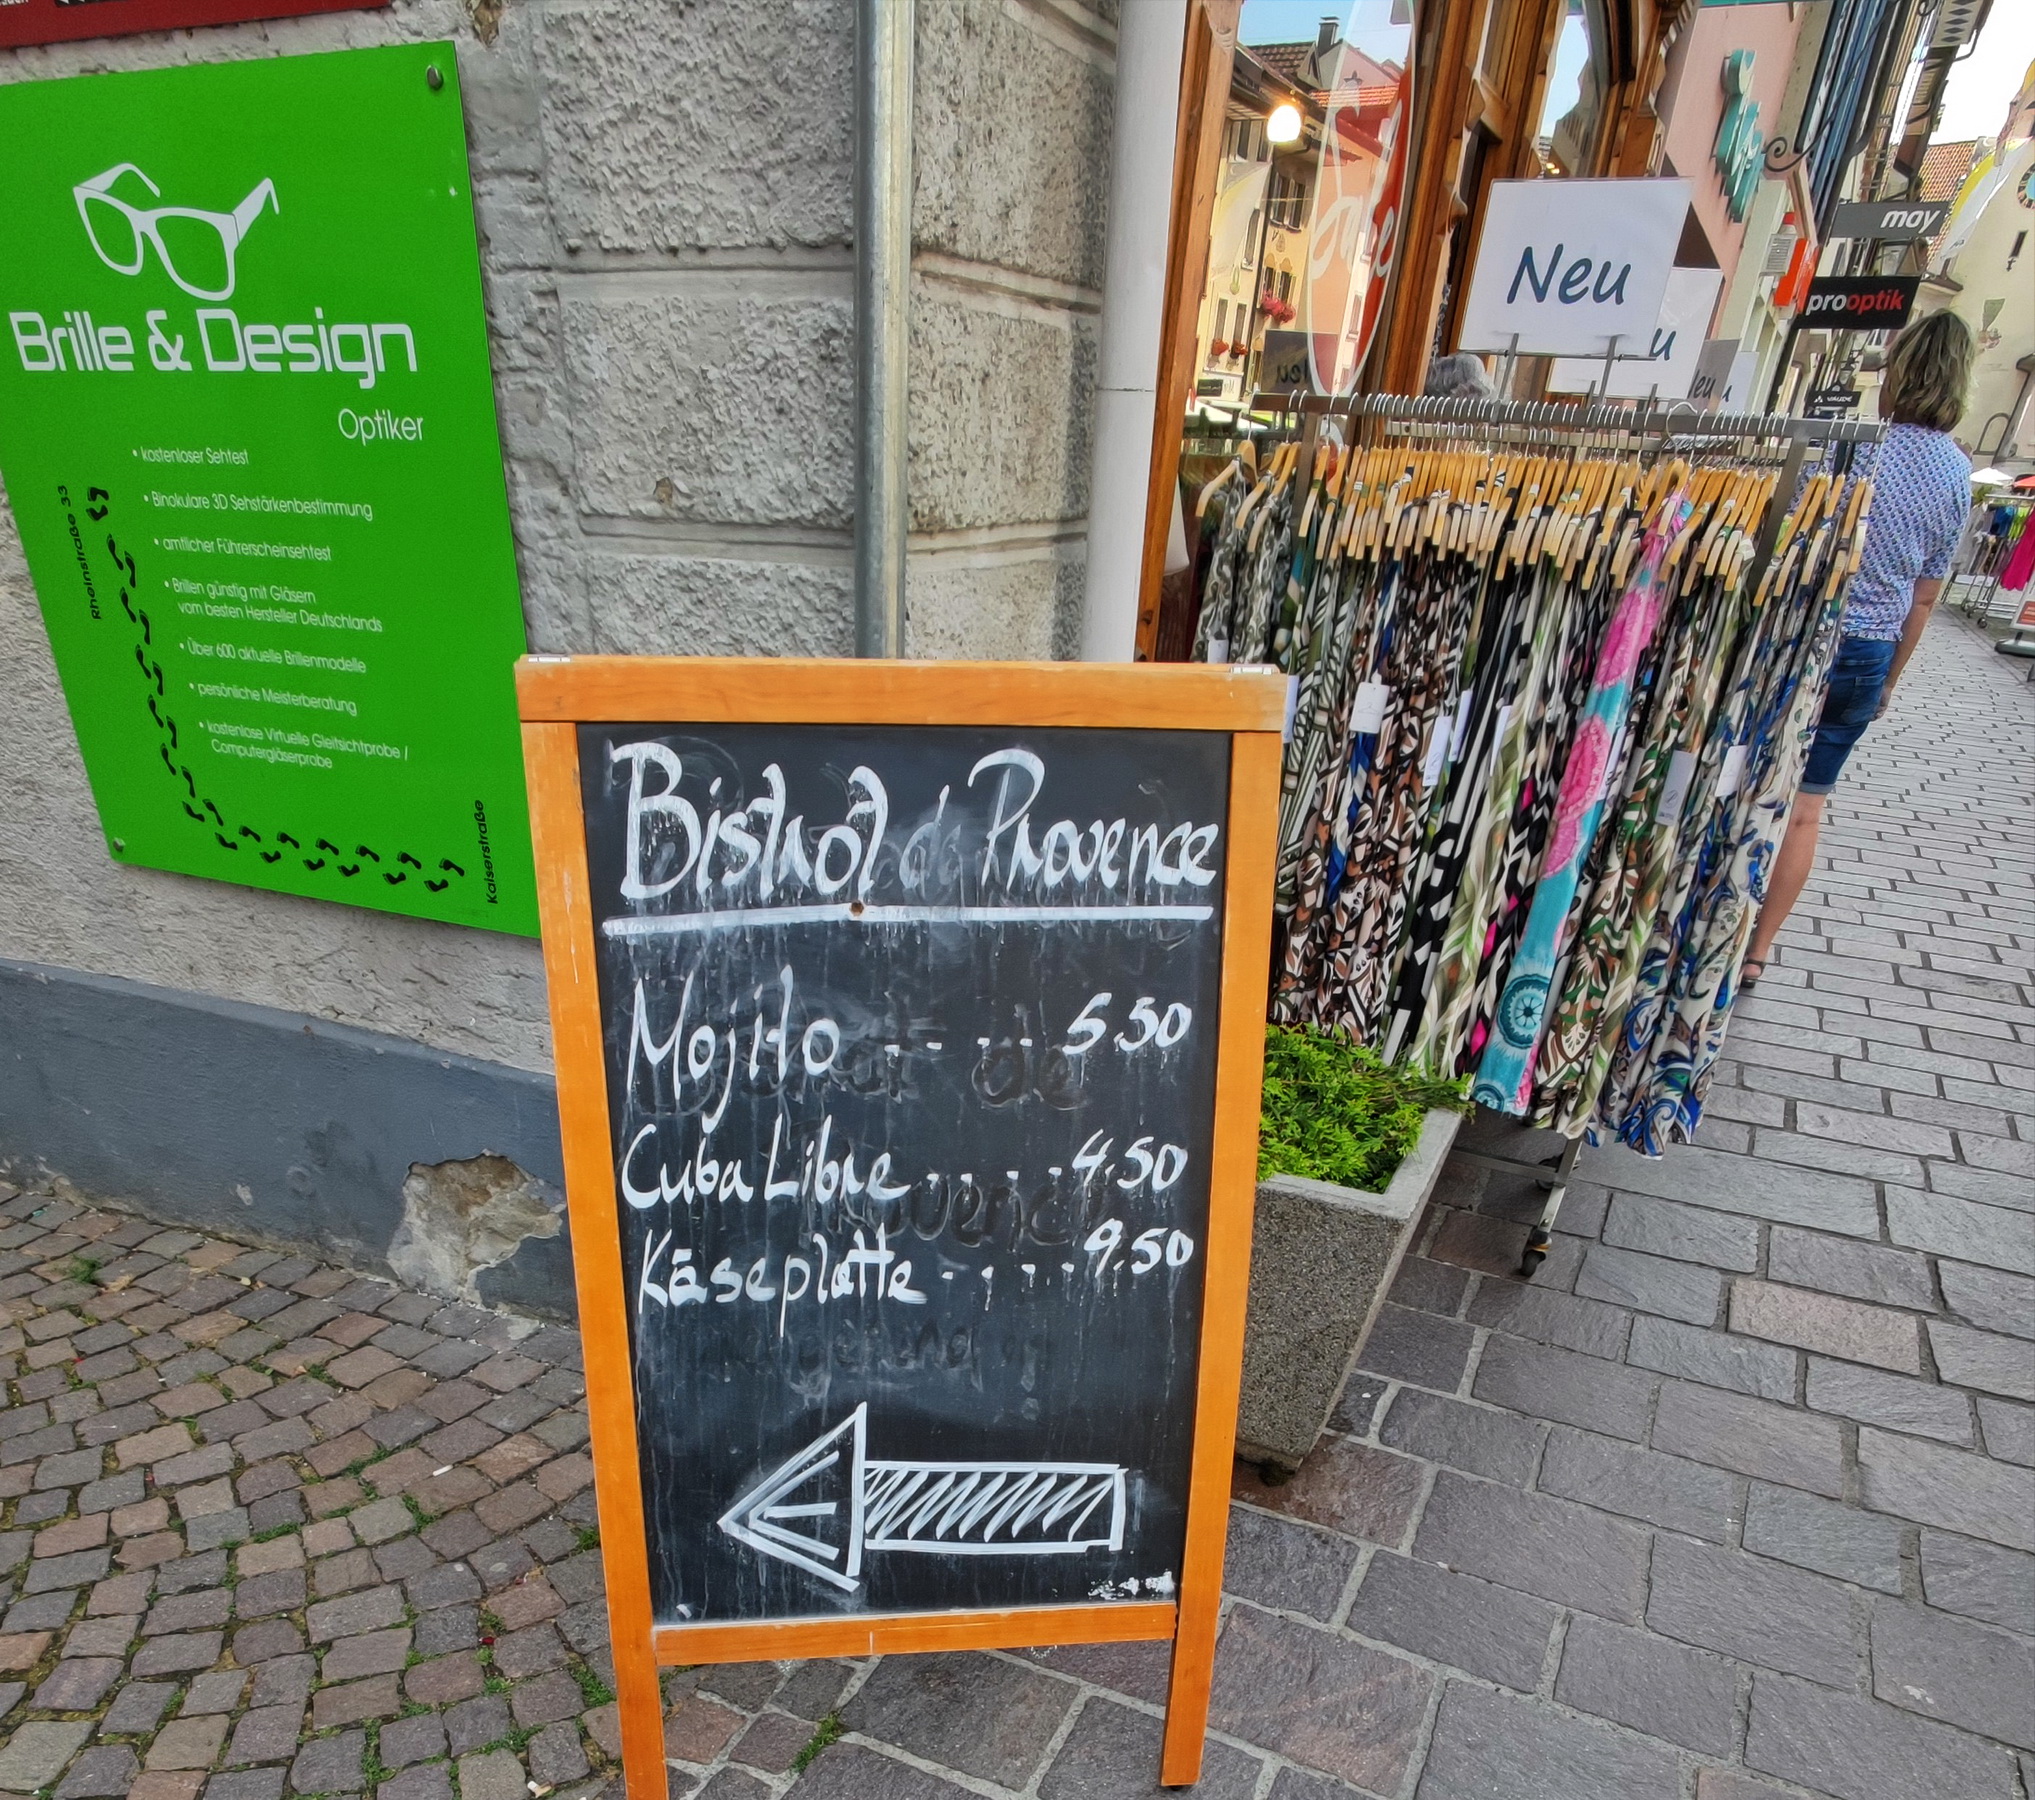 Brille & Design
Optiker
• kostenloser Sehtest
• Binokulare 3D Sehstärkenbestimmung
• amtlicher Führerscheinsehtest
• Brillen günstig mit Gläsern
vom besten Hersteller Deutschlands
• Über 600 aktuelle Brillenmodelle
• persönliche Meisterberatung
• kostenlose Virtuelle Gleitsichtprobe /
Computergläserprobe
Rheinstraße 33
Kaiserstraße
Bistrot de Provence
Mojito ..... 5.50
Cuba Libre ..... 4.50
Käseplatte ..... 9.50
Neu
may
prooptik
VAUDE